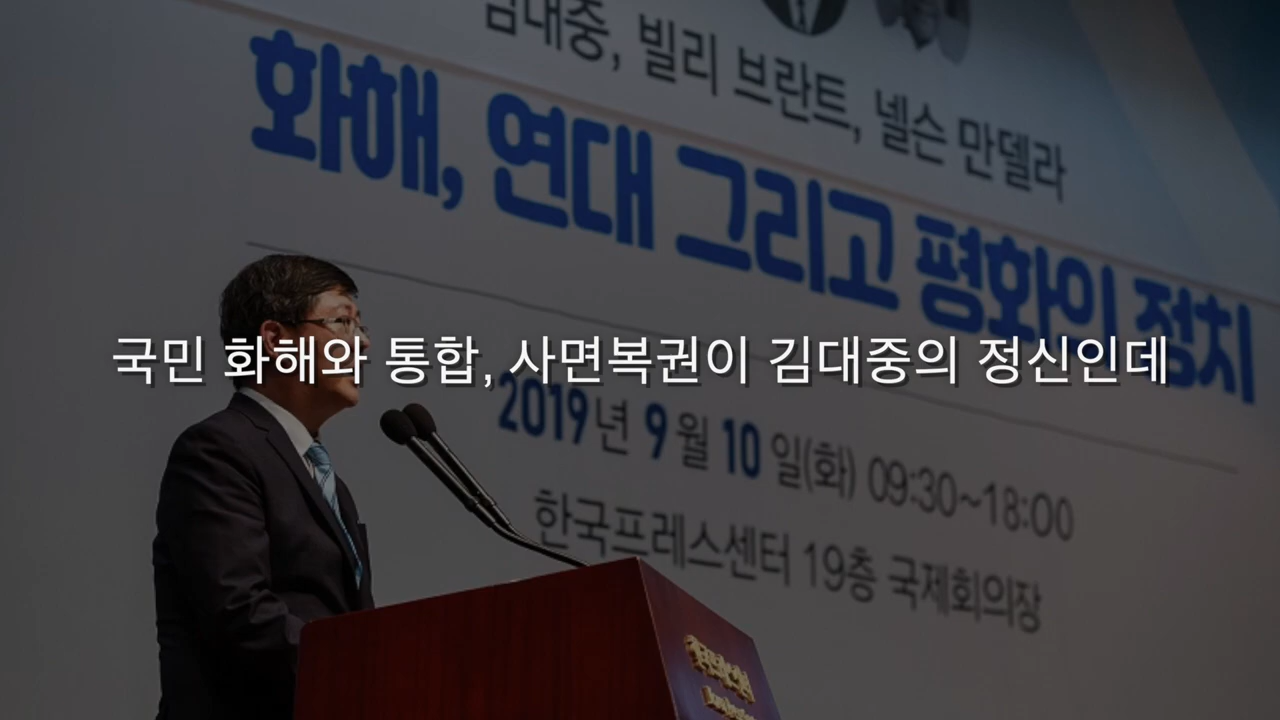 김대중, 빌리 브란트, 넬슨 만델라
화해, 연대 그리고 평화의 정치
국민 화해와 통합, 사면복권이 김대중의 정신인데
2019년 9월 10일(화) 09:30~18:00
한국프레스센터 19층 국제회의장